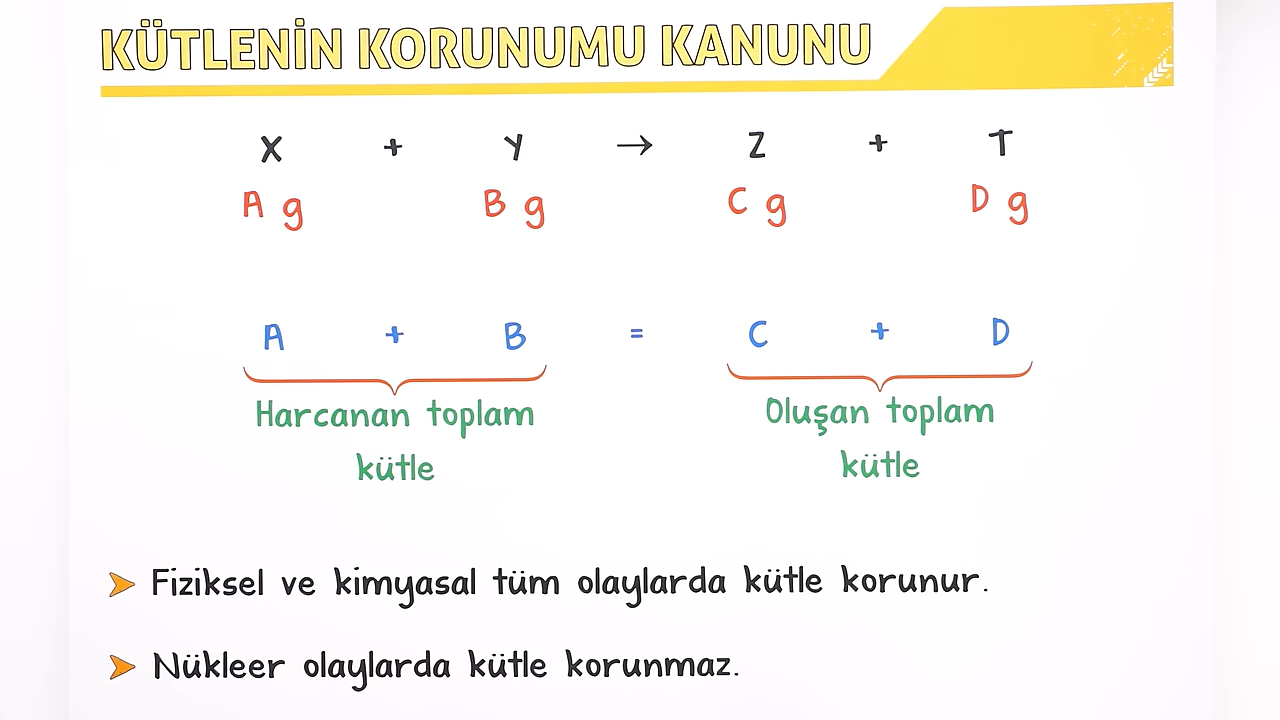 KÜTLENİN KORUNUMU KANUNU
X + Y → Z + T
A g B g C g D g
A + B = C + D
Harcanan toplam kütle
Oluşan toplam kütle
➤ Fiziksel ve kimyasal tüm olaylarda kütle korunur.
➤ Nükleer olaylarda kütle korunmaz.